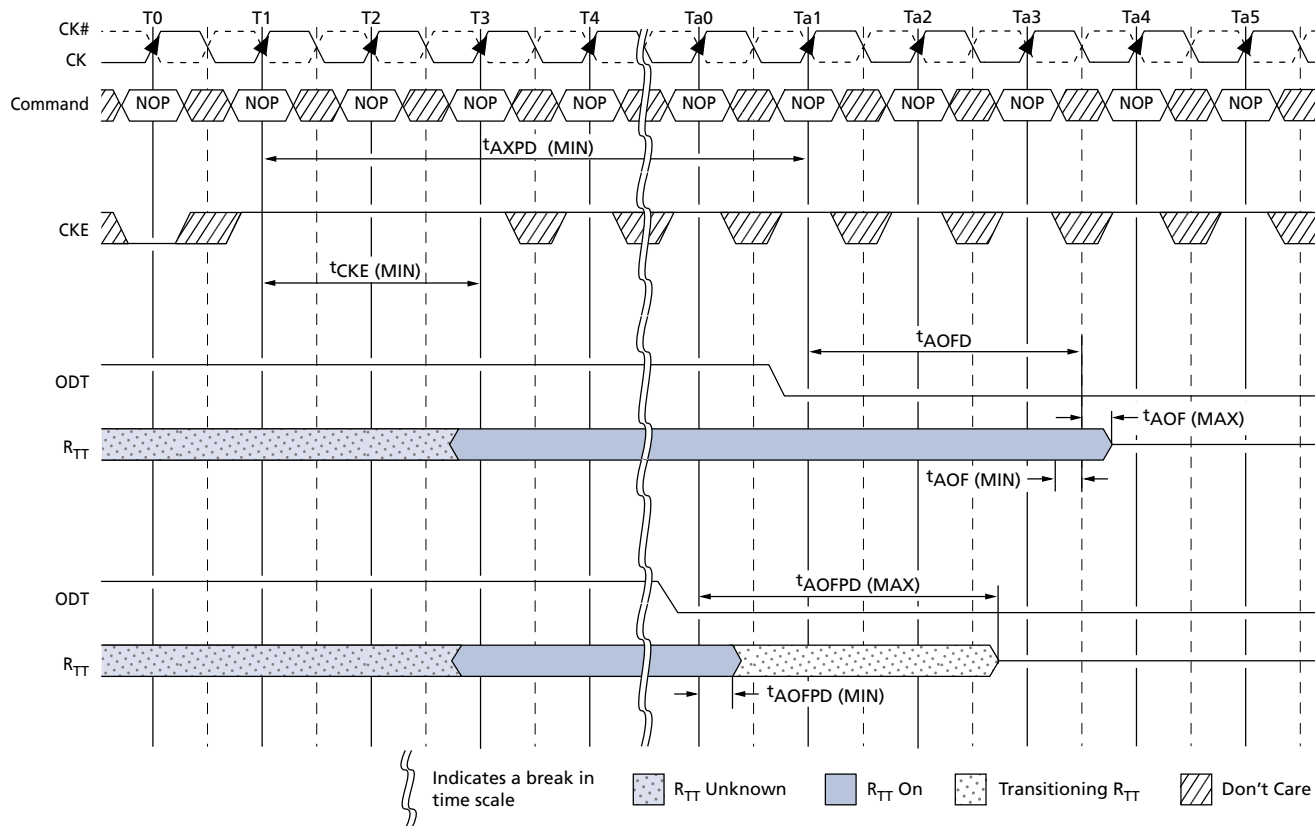 T0 T1 T2 T3 T4 Ta0 Ta1 Ta2 Ta3 Ta4 Ta5
CK#
CK
Command NOP NOP NOP NOP NOP NOP NOP NOP NOP NOP NOP
tAXPD (MIN)
CKE
tCKE (MIN)
tAOFD
ODT
tAOF (MAX)
RTT
tAOF (MIN)
tAOFPD (MAX)
ODT
RTT
tAOFPD (MIN)
Indicates a break in
time scale
RTT Unknown
RTT On
Transitioning RTT
Don't Care